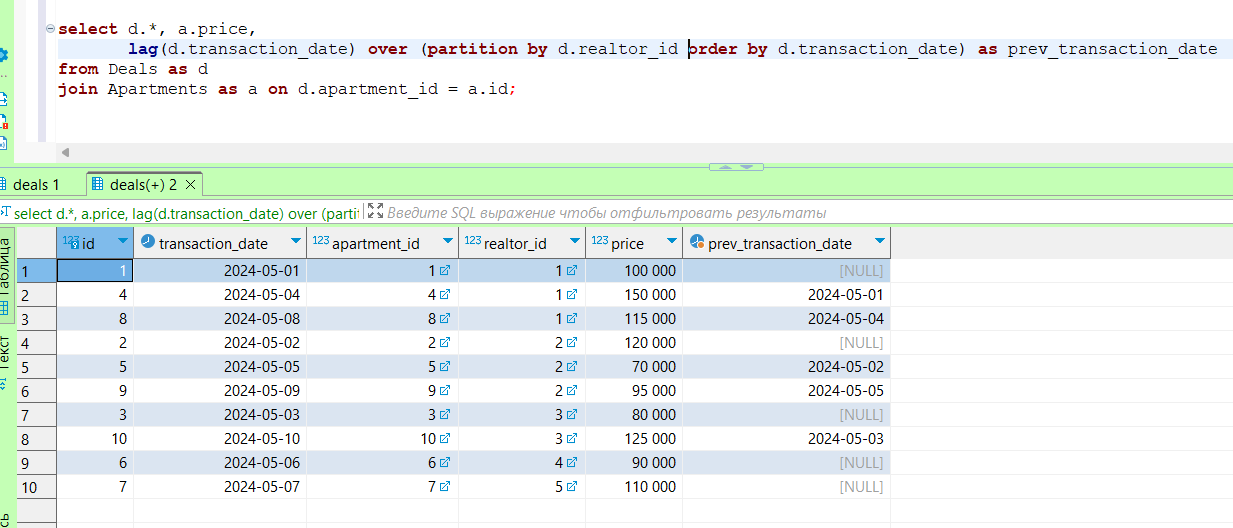 select d.*, a.price,
lag(d.transaction_date) over (partition by d.realtor_id order by d.transaction_date) as prev_transaction_date
from Deals as d
join Apartments as a on d.apartment_id = a.id;
deals 1 deals(+) 2
select d.*, a.price, lag(d.transaction_date) over (parti Введите SQL выражение чтобы отфильтровать результаты
123 id transaction_date 123 apartment_id 123 realtor_id 123 price prev_transaction_date
1 1 2024-05-01 1 1 100 000 [NULL]
2 4 2024-05-04 4 1 150 000 2024-05-01
3 8 2024-05-08 8 1 115 000 2024-05-04
4 2 2024-05-02 2 2 120 000 [NULL]
5 5 2024-05-05 5 2 70 000 2024-05-02
6 9 2024-05-09 9 2 95 000 2024-05-05
7 3 2024-05-03 3 3 80 000 [NULL]
8 10 2024-05-10 10 3 125 000 2024-05-03
9 6 2024-05-06 6 4 90 000 [NULL]
10 7 2024-05-07 7 5 110 000 [NULL]
Таблица
Текст